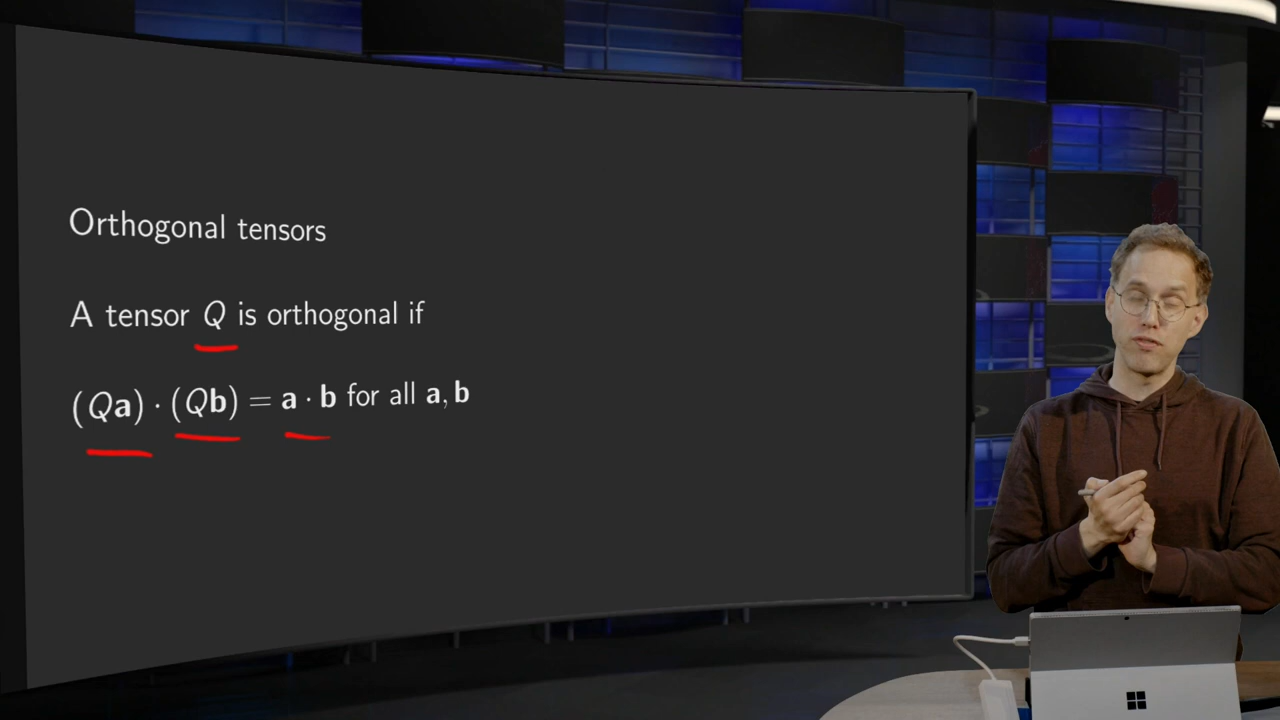 Orthogonal tensors
A tensor Q is orthogonal if
(Qa) · (Qb) = a · b for all a, b